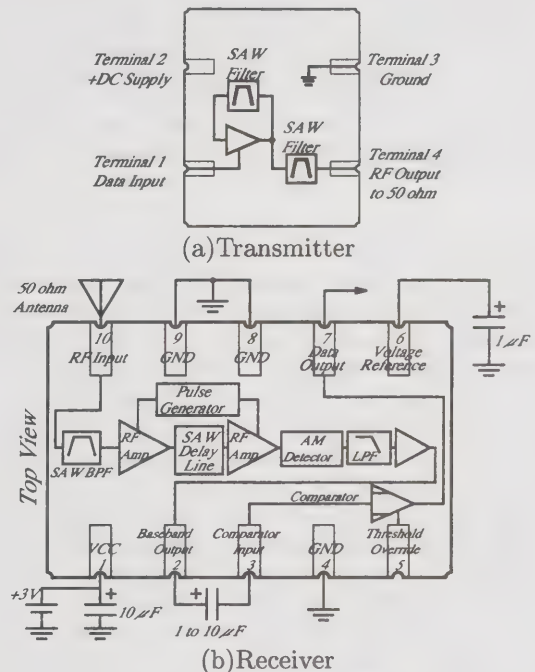 Terminal 2
+DC Supply
SAW
Filter
Terminal 3
Ground
SAW
Filter
Terminal 1
Data Input
Terminal 4
RF Output
to 50 ohm
(a)Transmitter
50 ohm
Antenna
10
RF Input
9
GND
8
GND
7
Data
Output
6
Voltage
Reference
+
1 μF
Top View
Pulse
Generator
SAW BPF
RF
Amp
SAW
Delay
Line
RF
Amp
AM
Detector
LPF
Comparator
VCC
1
Baseband
Output
2
Comparator
Input
3
GND
4
Threshold
Override
5
+3V
+
10 μF
+
1 to 10 μF
(b)Receiver